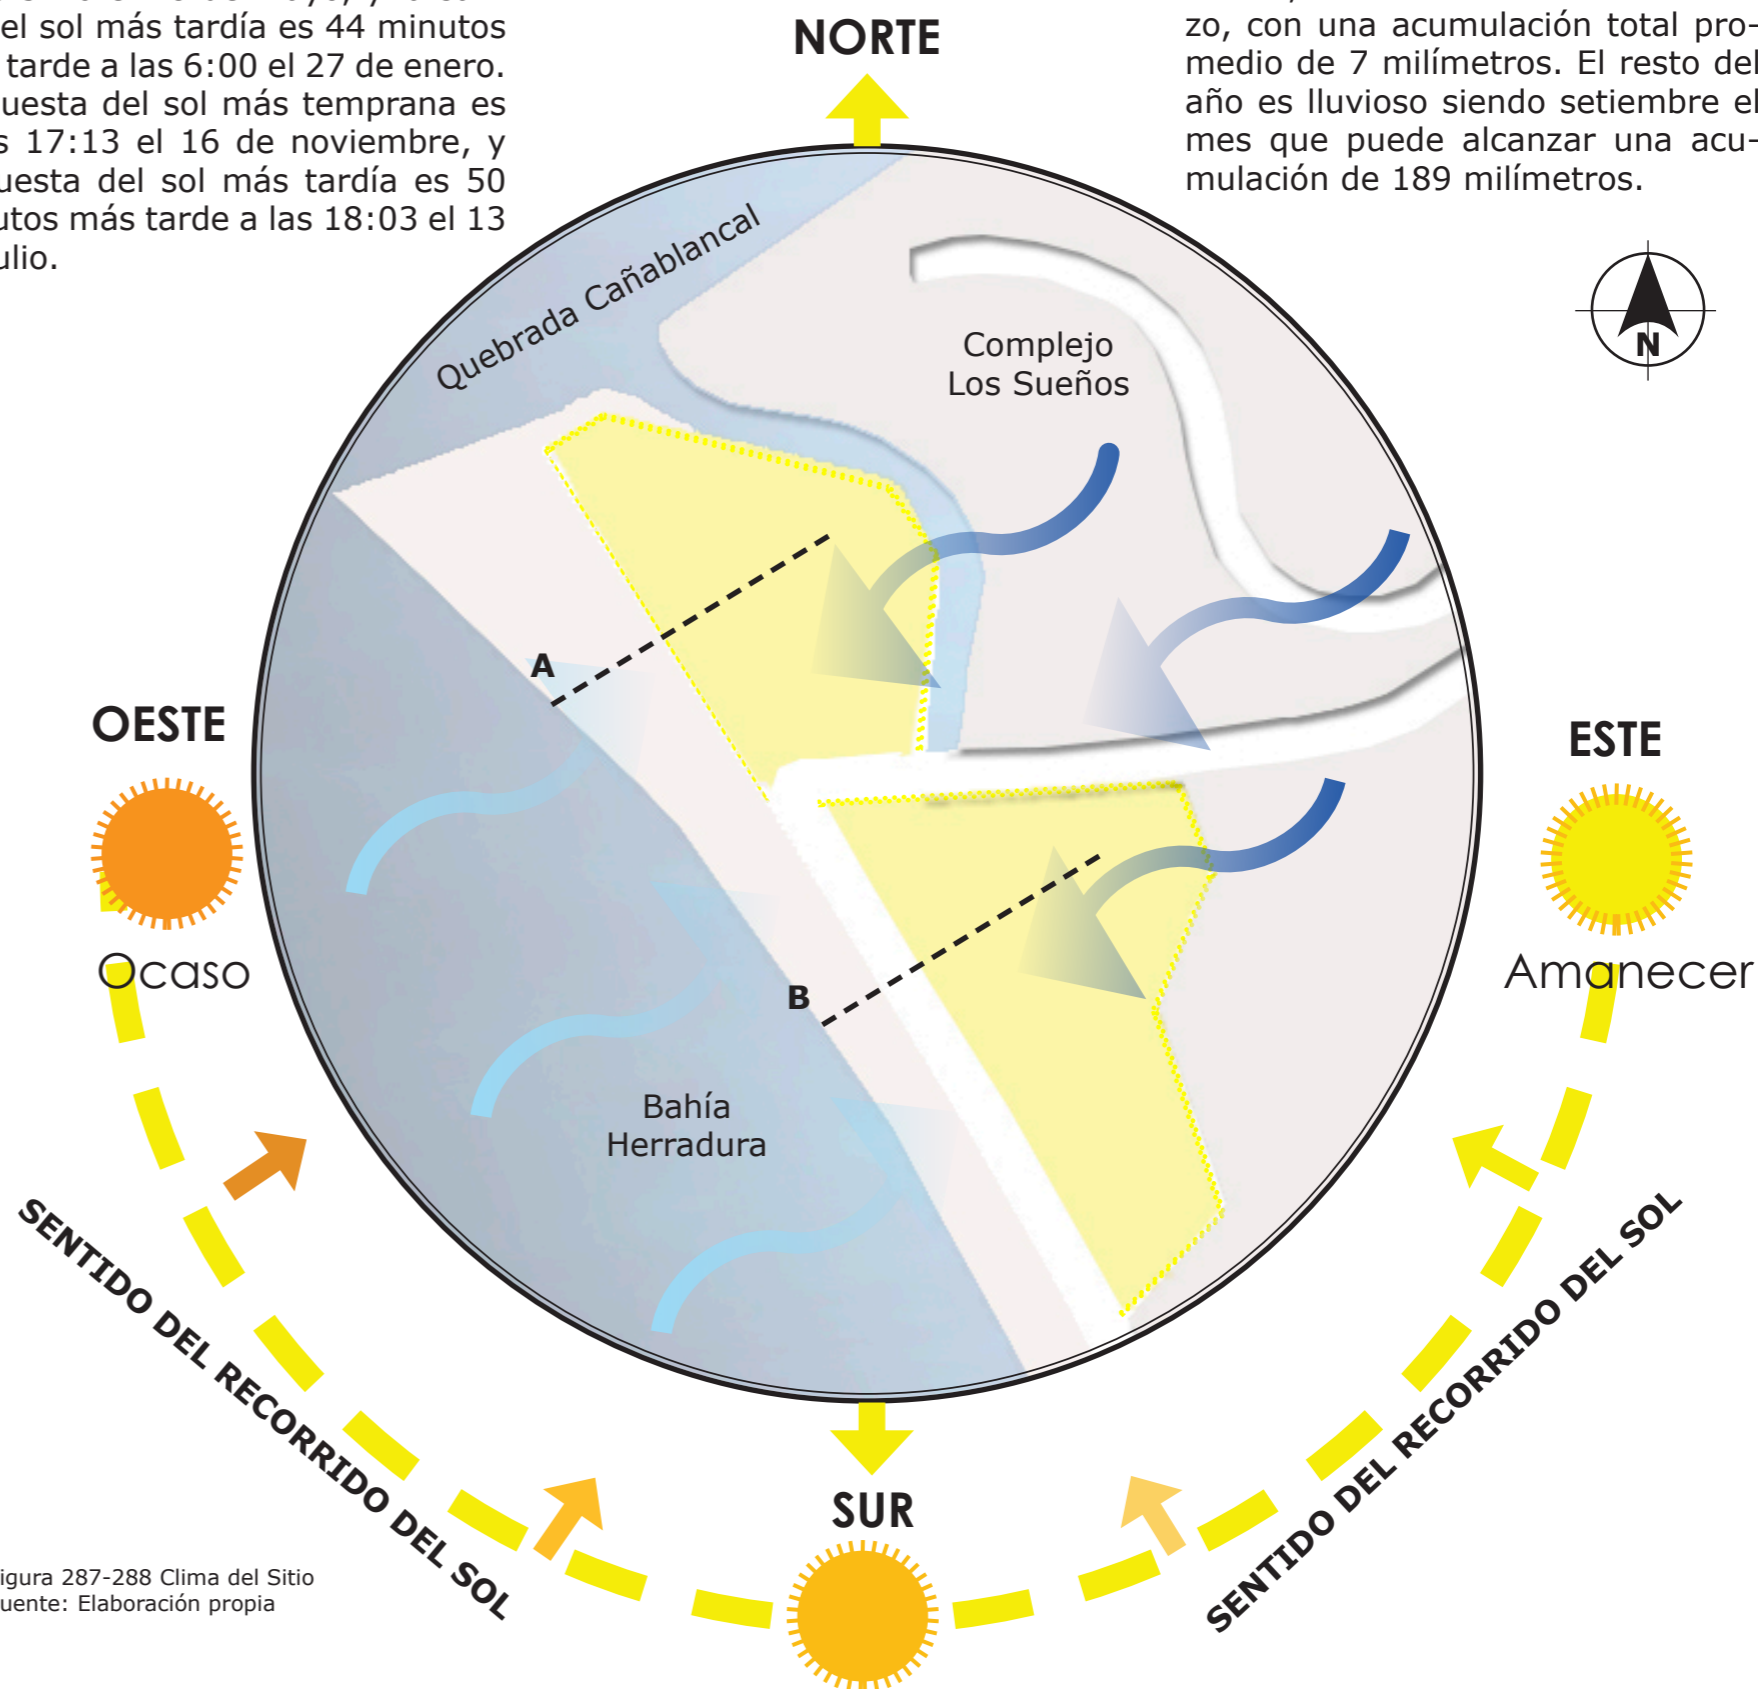 el sol más tardía es 44 minutos
tarde a las 6:00 el 27 de enero.
uesta del sol más temprana es
s 17:13 el 16 de noviembre, y
uesta del sol más tardía es 50
utos más tarde a las 18:03 el 13
ulio.
zo, con una acumulación total pro-
medio de 7 milímetros. El resto del
año es lluvioso siendo setiembre el
mes que puede alcanzar una acu-
mulación de 189 milímetros.
NORTE
N
Quebrada Cañablancal
Complejo
Los Sueños
A
OESTE
ESTE
Ocaso
Amanecer
B
Bahía
Herradura
SENTIDO DEL RECORRIDO DEL SOL
SENTIDO DEL RECORRIDO DEL SOL
SUR
igura 287-288 Clima del Sitio
uente: Elaboración propia